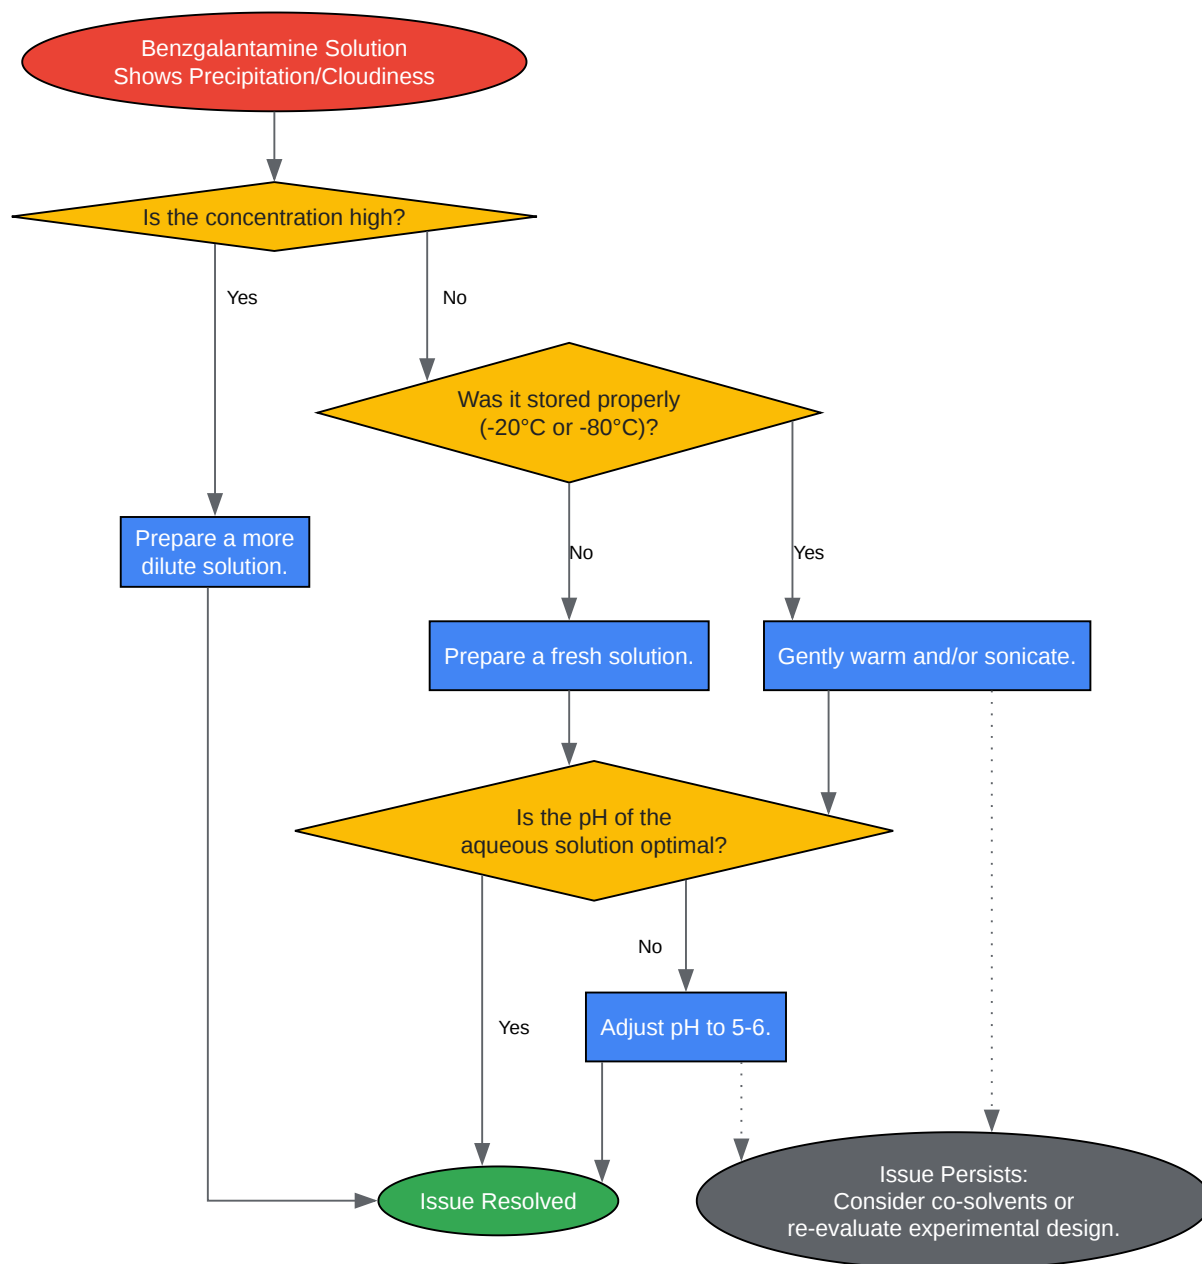 Benzgalantamine Solution
Shows Precipitation/Cloudiness
Is the concentration high?
Yes
No
Was it stored properly
(-20°C or -80°C)?
Prepare a more
dilute solution.
No
Yes
Prepare a fresh solution.
Gently warm and/or sonicate.
Is the pH of the
aqueous solution optimal?
No
Yes
Adjust pH to 5-6.
Issue Resolved
Issue Persists:
Consider co-solvents or
re-evaluate experimental design.